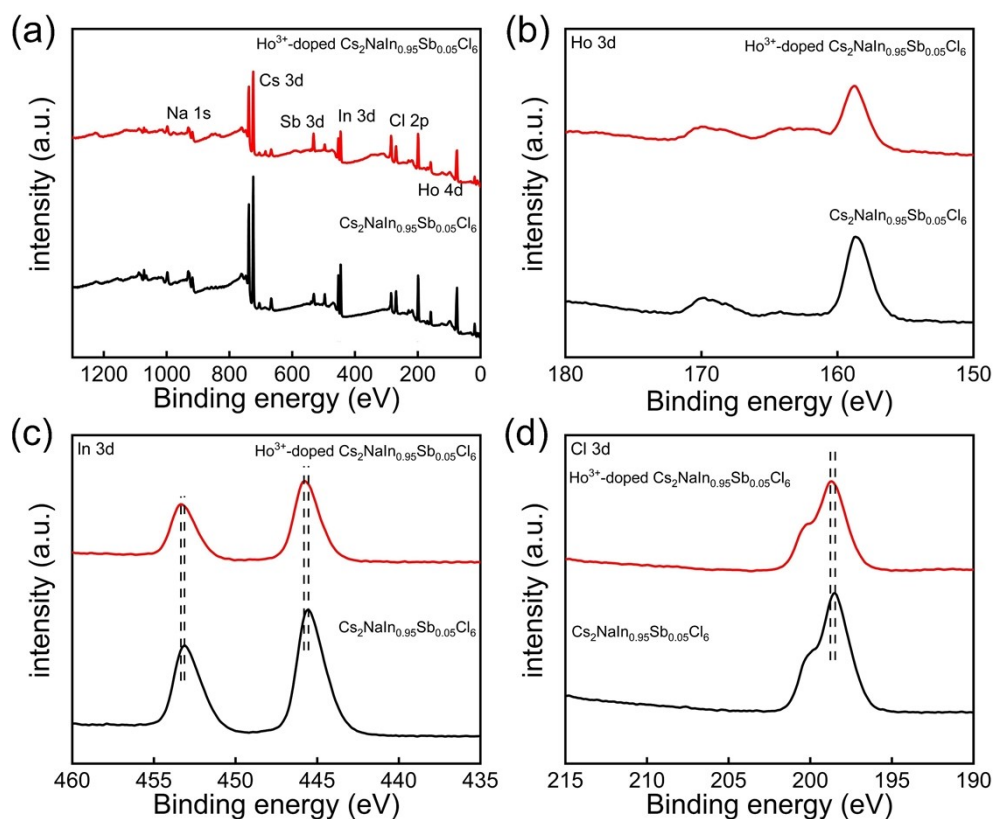 (a)
Ho³⁺-doped Cs₂NaIn₀.₉₅Sb₀.₀₅Cl₆
Cs 3d
Na 1s
Sb 3d
In 3d
Cl 2p
Ho 4d
Cs₂NaIn₀.₉₅Sb₀.₀₅Cl₆
intensity (a.u.)
1200 1000 800 600 400 200 0
Binding energy (eV)
(b)
Ho 3d
Ho³⁺-doped Cs₂NaIn₀.₉₅Sb₀.₀₅Cl₆
Cs₂NaIn₀.₉₅Sb₀.₀₅Cl₆
intensity (a.u.)
180 170 160 150
Binding energy (eV)
(c)
In 3d
Ho³⁺-doped Cs₂NaIn₀.₉₅Sb₀.₀₅Cl₆
Cs₂NaIn₀.₉₅Sb₀.₀₅Cl₆
intensity (a.u.)
460 455 450 445 440 435
Binding energy (eV)
(d)
Cl 3d
Ho³⁺-doped Cs₂NaIn₀.₉₅Sb₀.₀₅Cl₆
Cs₂NaIn₀.₉₅Sb₀.₀₅Cl₆
intensity (a.u.)
215 210 205 200 195 190
Binding energy (eV)